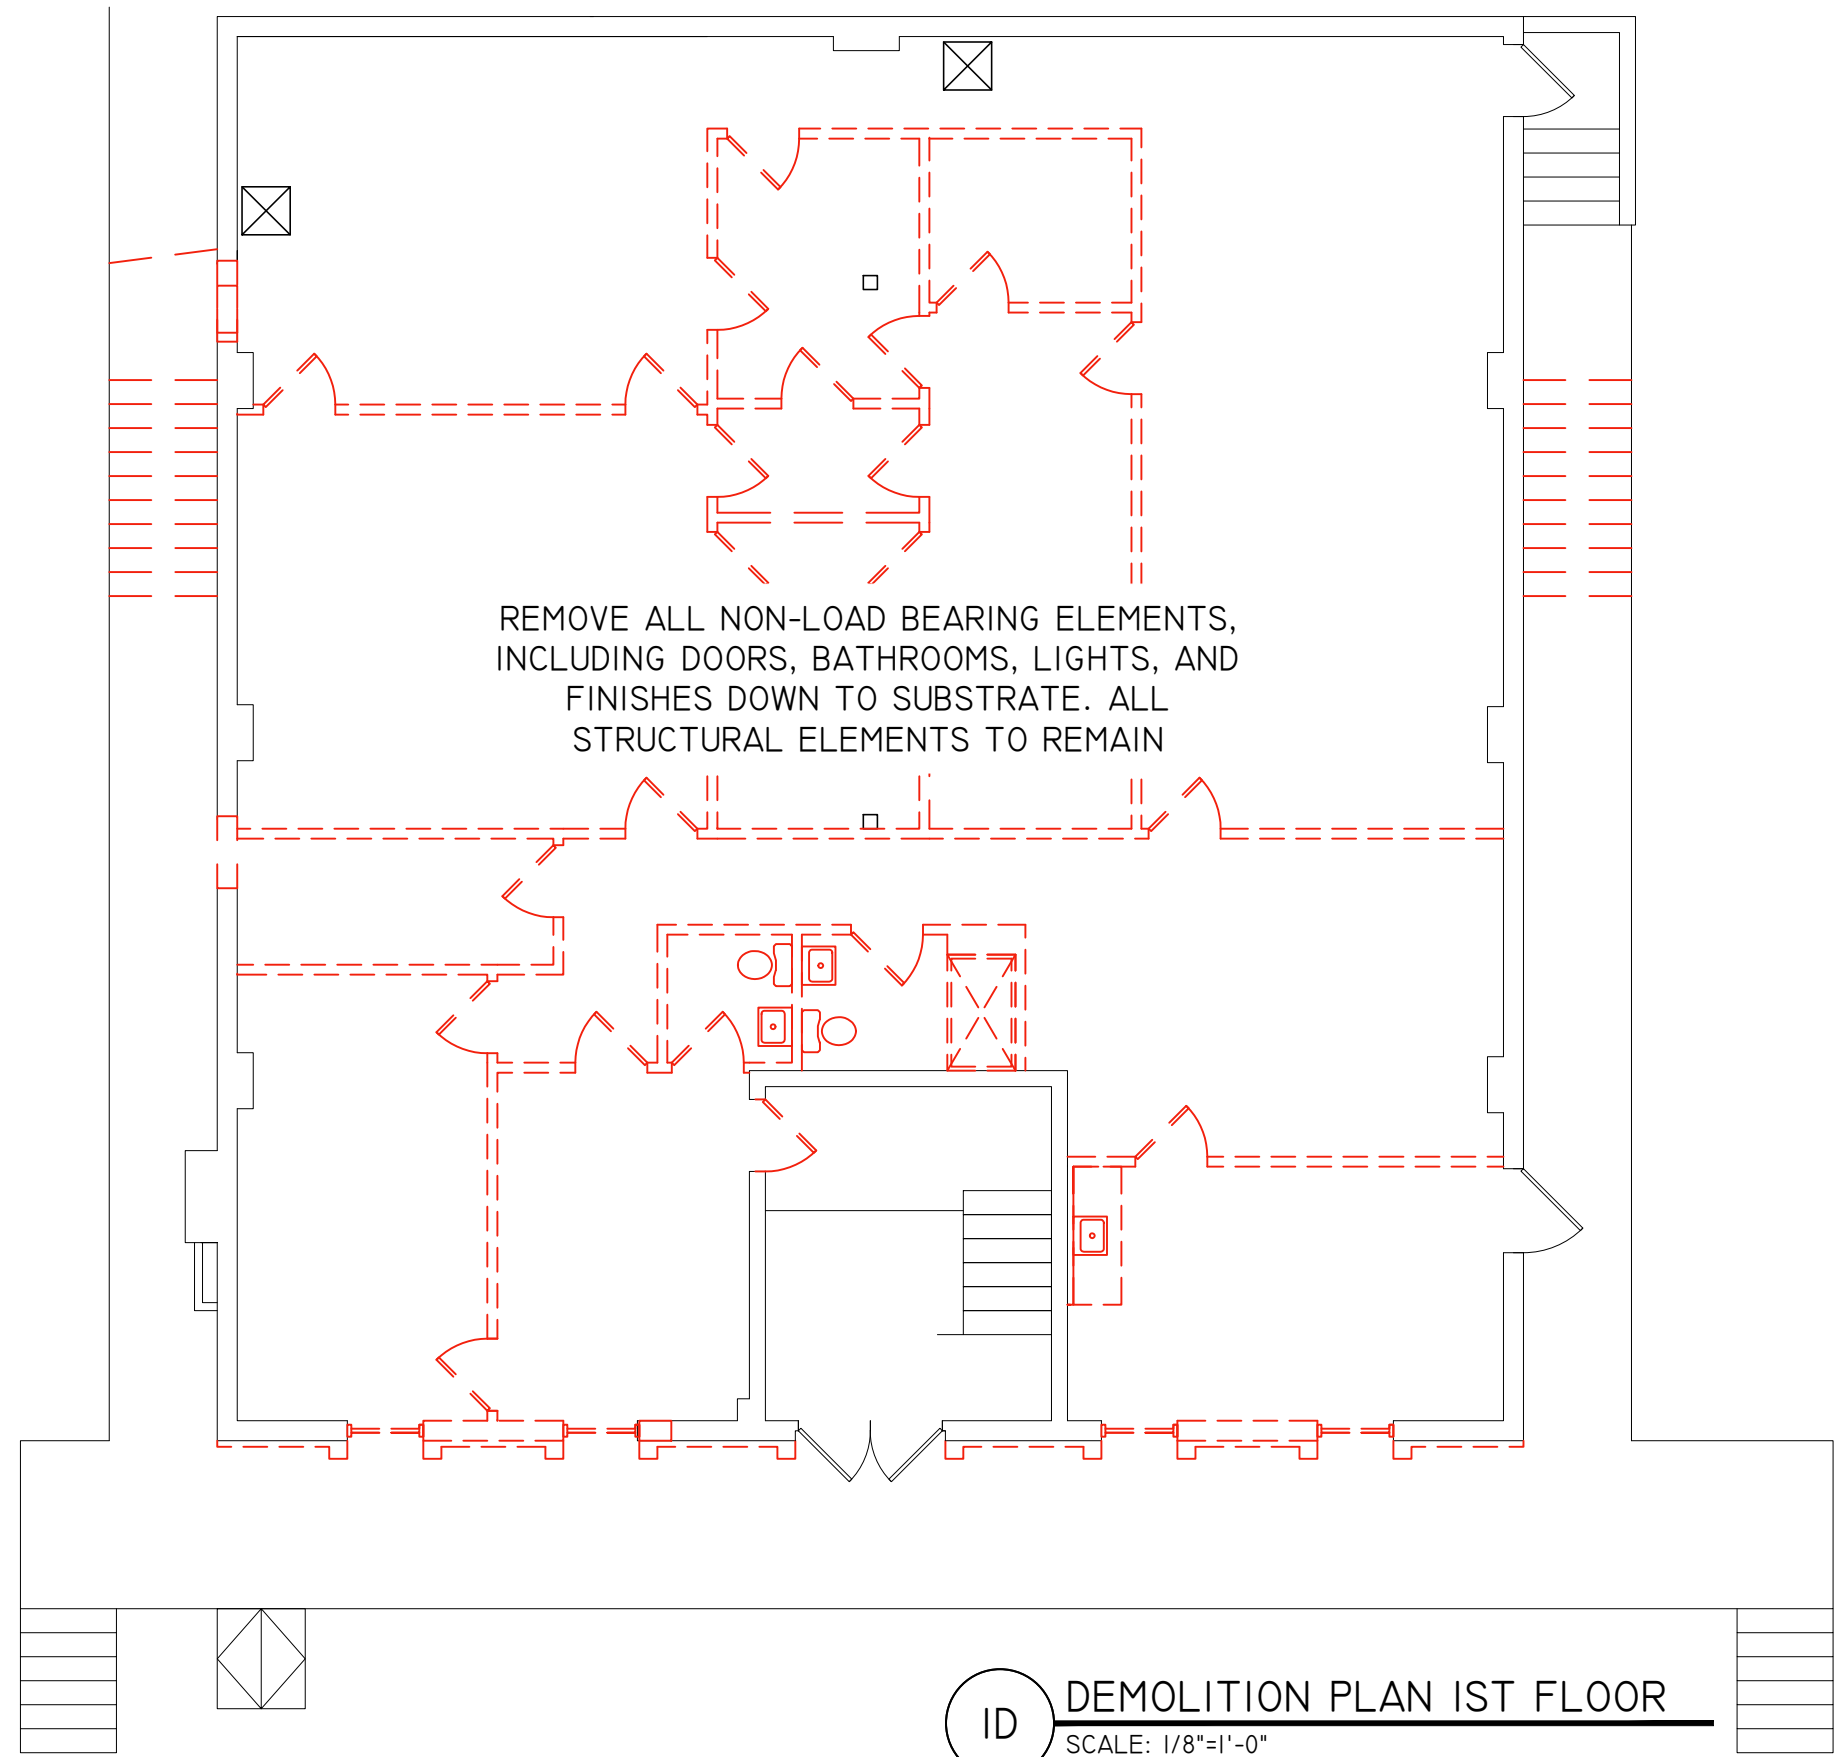 REMOVE ALL NON-LOAD BEARING ELEMENTS,
INCLUDING DOORS, BATHROOMS, LIGHTS, AND
FINISHES DOWN TO SUBSTRATE. ALL
STRUCTURAL ELEMENTS TO REMAIN
1D
DEMOLITION PLAN 1ST FLOOR
SCALE: 1/8"=1'-0"